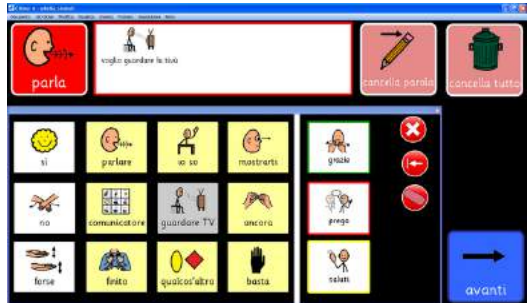 voglio guardare la tivù
parla
cancella parola
cancella tutto
sì
parlare
io so
mostrarti
grazie
no
comunicatore
guardare TV
ancora
prego
forse
finito
qualcos'altro
basta
saluti
avanti